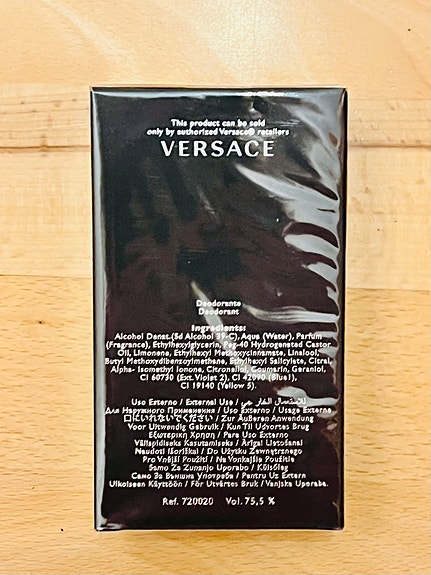 This product can be sold
only by authorized Versace® retailers
VERSACE
Deodorante
Deodorant
Ingredients:
Alcohol Denat.(Sd Alcohol 39-C), Aqua (Water), Parfum
(Fragrance), Ethylhexylglycerin, Peg-40 Hydrogenated Castor
Oil, Limonene, Ethylhexyl Methoxycinnamate, Linalool,
Butyl Methoxydibenzoylmethane, Ethylhexyl Salicylate, Citral,
Alpha- Isomethyl Ionone, Citronellol, Coumarin, Geraniol,
CI 60730 (Ext. Violet 2), CI 42090 (Blue1),
CI 19140 (Yellow 5).
Uso Esterno / External Use / للاستعمال الخارجي
Для Наружного Применения / Uso Externo / Usage Externe
口にいれないでください / Zur Äußeren Anwendung
Voor Uitwendig Gebruik / Kun Til Udvortes Brug
Εξωτερική Χρήση / Para Uso Externo
Välispidiseks Kasutamiseks / Ārīgai Lietošanai
Naudoti Išoriškai / Do Użytku Zewnętrznego
Pro Vnější Použití / Na Vonkajšie Použitie
Samo Za Zunanjo Uporabo / Külsőleg
Само За Външна Употреба / Pentru Uz Extern
Ulkoiseen Käyttöön / För Utvärtes Bruk / Vanjska Uporaba.
Ref. 720020 Vol. 75,5 %